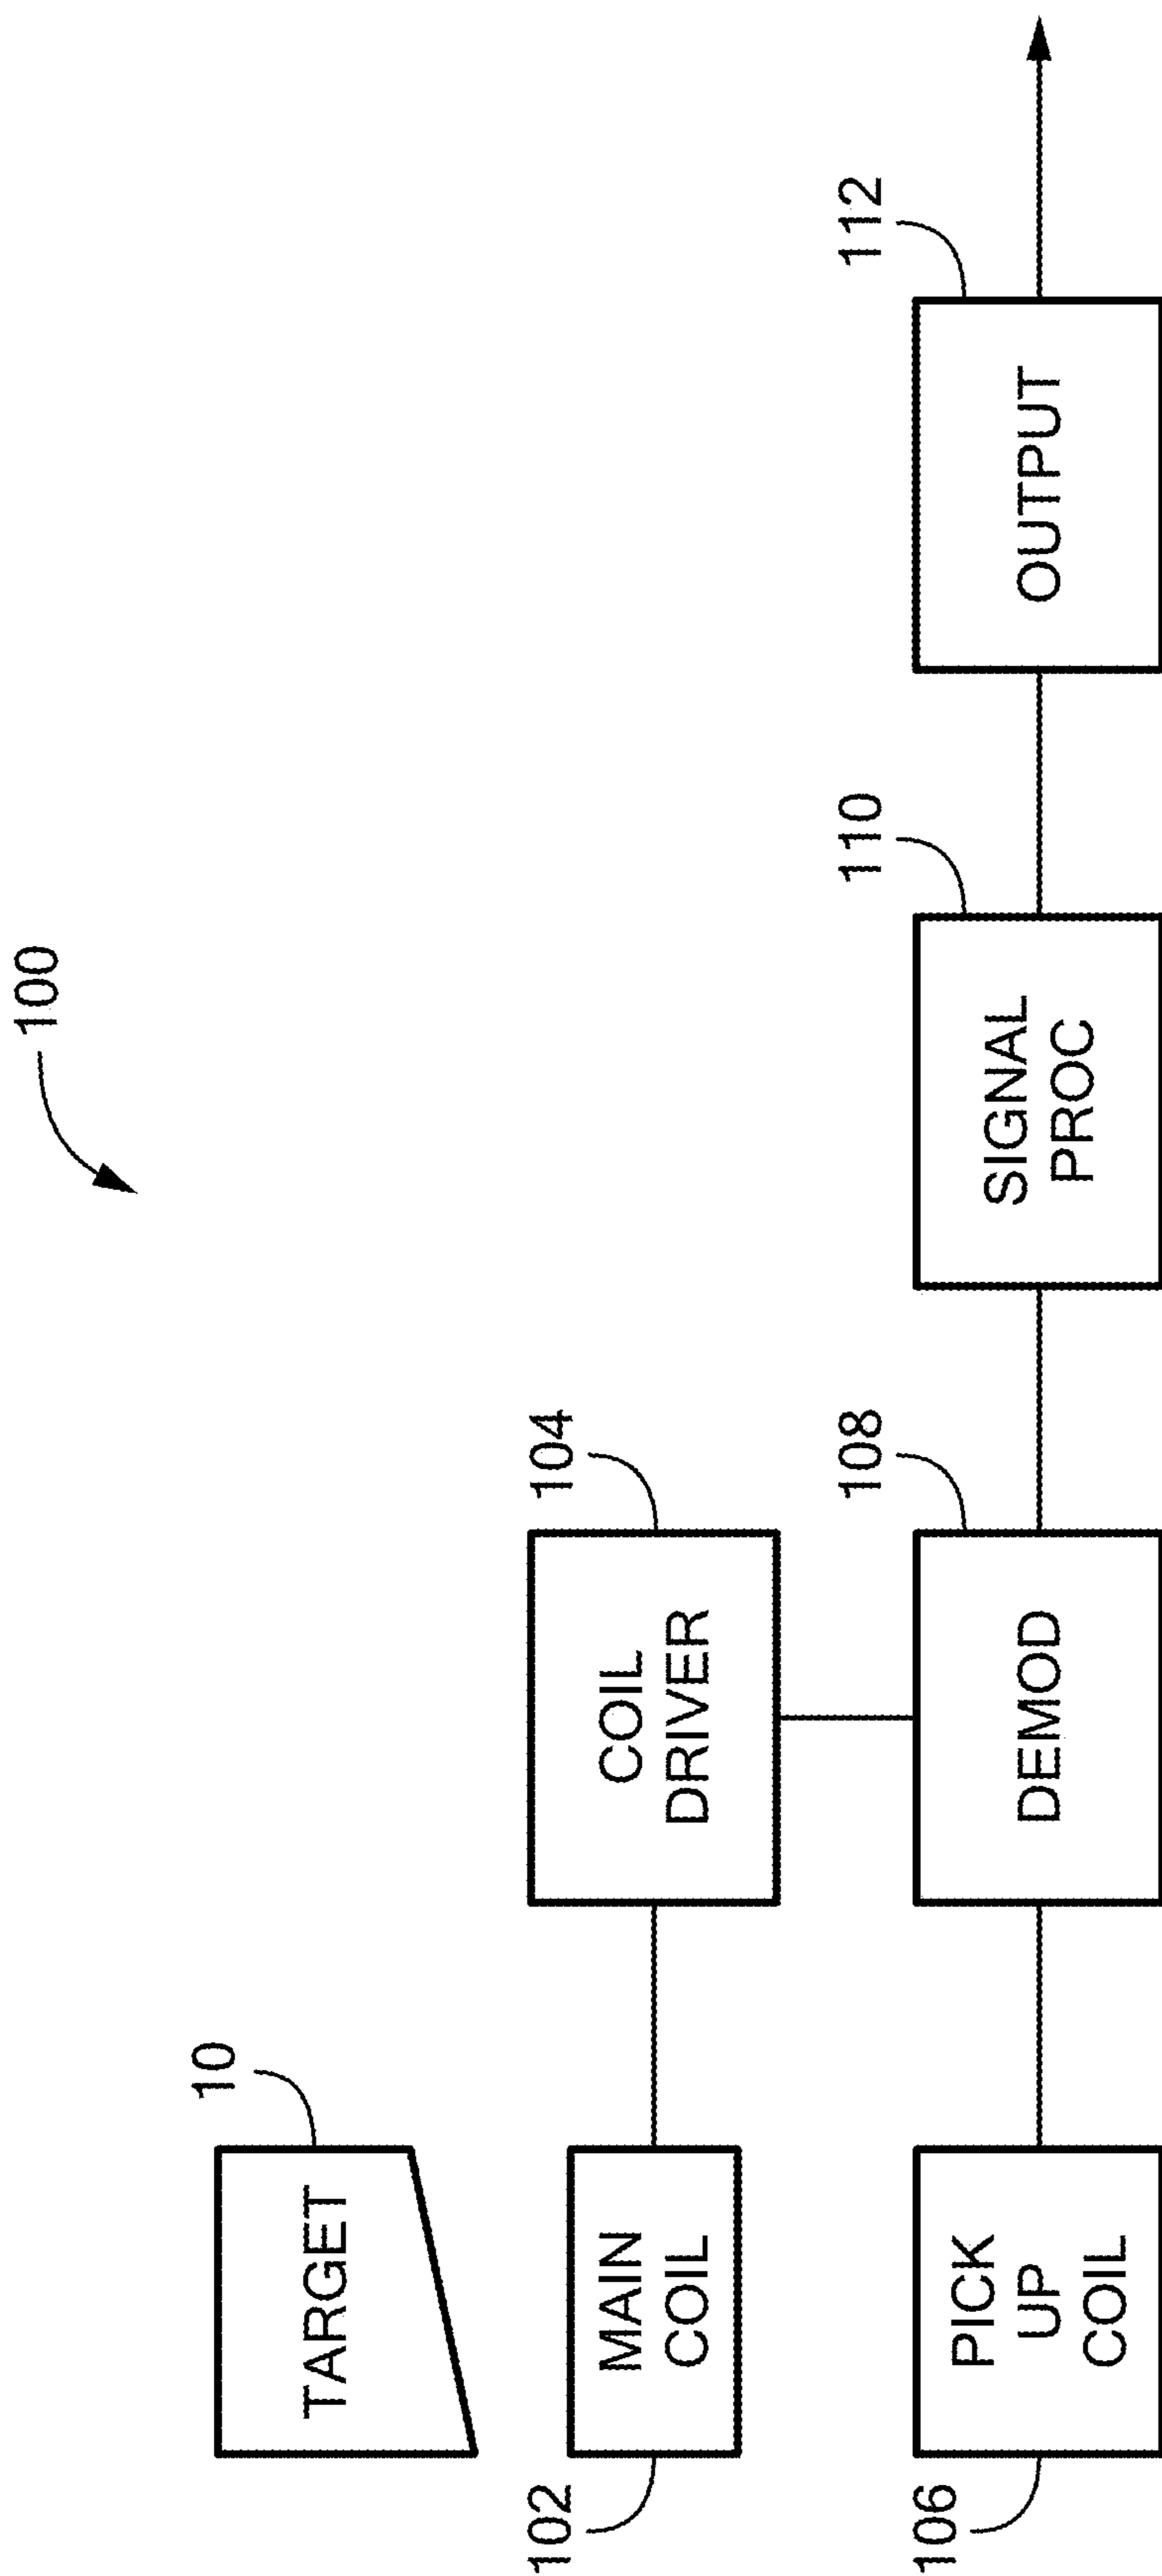 100
10
TARGET
102
MAIN
COIL
104
COIL
DRIVER
106
PICK
UP
COIL
108
DEMOD
110
SIGNAL
PROC
112
OUTPUT